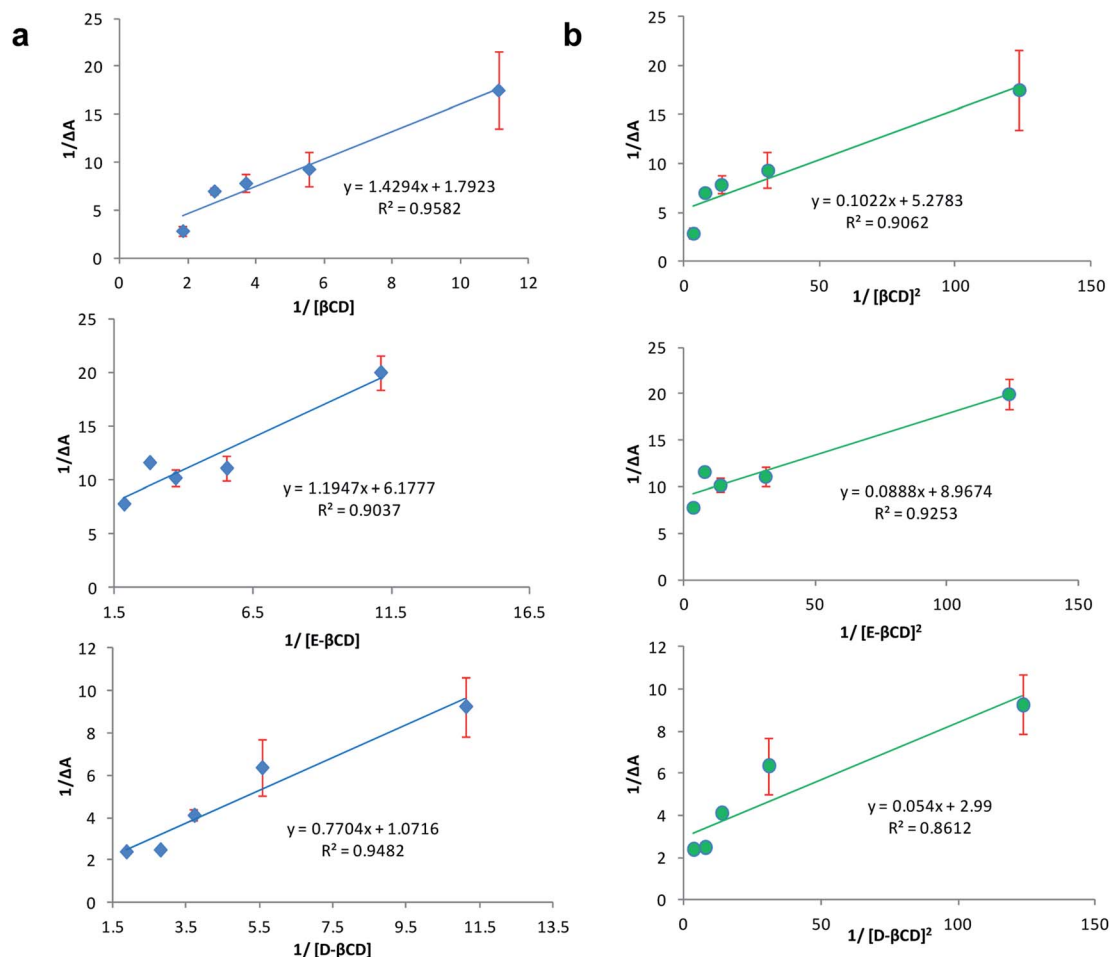 a
25
20
15
10
5
0
1/ΔA
y = 1.4294x + 1.7923
R² = 0.9582
0 2 4 6 8 10 12
1/ [βCD]
25
20
15
10
5
0
1/ΔA
y = 1.1947x + 6.1777
R² = 0.9037
1.5 6.5 11.5 16.5
1/ [E-βCD]
12
10
8
6
4
2
0
1/ΔA
y = 0.7704x + 1.0716
R² = 0.9482
1.5 3.5 5.5 7.5 9.5 11.5 13.5
1/ [D-βCD]
b
25
20
15
10
5
0
1/ΔA
y = 0.1022x + 5.2783
R² = 0.9062
0 50 100 150
1/ [βCD]²
25
20
15
10
5
0
1/ΔA
y = 0.0888x + 8.9674
R² = 0.9253
0 50 100 150
1/ [E-βCD]²
12
10
8
6
4
2
0
1/ΔA
y = 0.054x + 2.99
R² = 0.8612
0 50 100 150
1/ [D-βCD]²